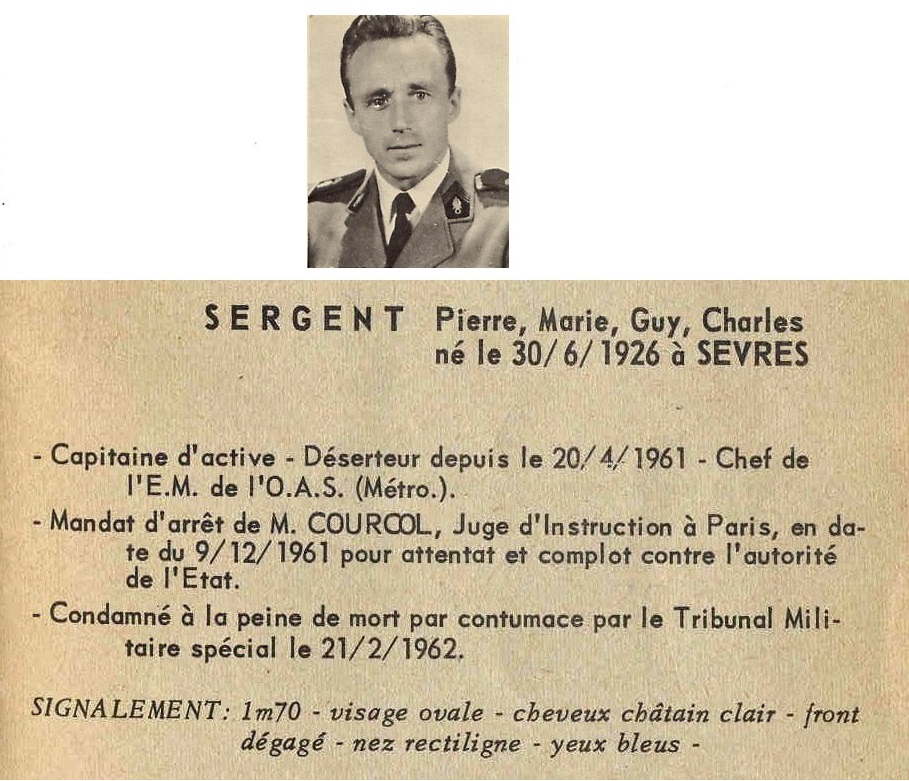 SERGENT Pierre, Marie, Guy, Charles
né le 30/6/1926 à SEVRES
- Capitaine d'active - Déserteur depuis le 20/4/1961 - Chef de
l'E.M. de l'O.A.S. (Métro.).
- Mandat d'arrêt de M. COURCOL, Juge d'Instruction à Paris, en da-
te du 9/12/1961 pour attentat et complot contre l'autorité
de l'Etat.
- Condamné à la peine de mort par contumace par le Tribunal Mili-
taire spécial le 21/2/1962.
SIGNALEMENT: 1m70 - visage ovale - cheveux châtain clair - front
dégagé - nez rectiligne - yeux bleus -